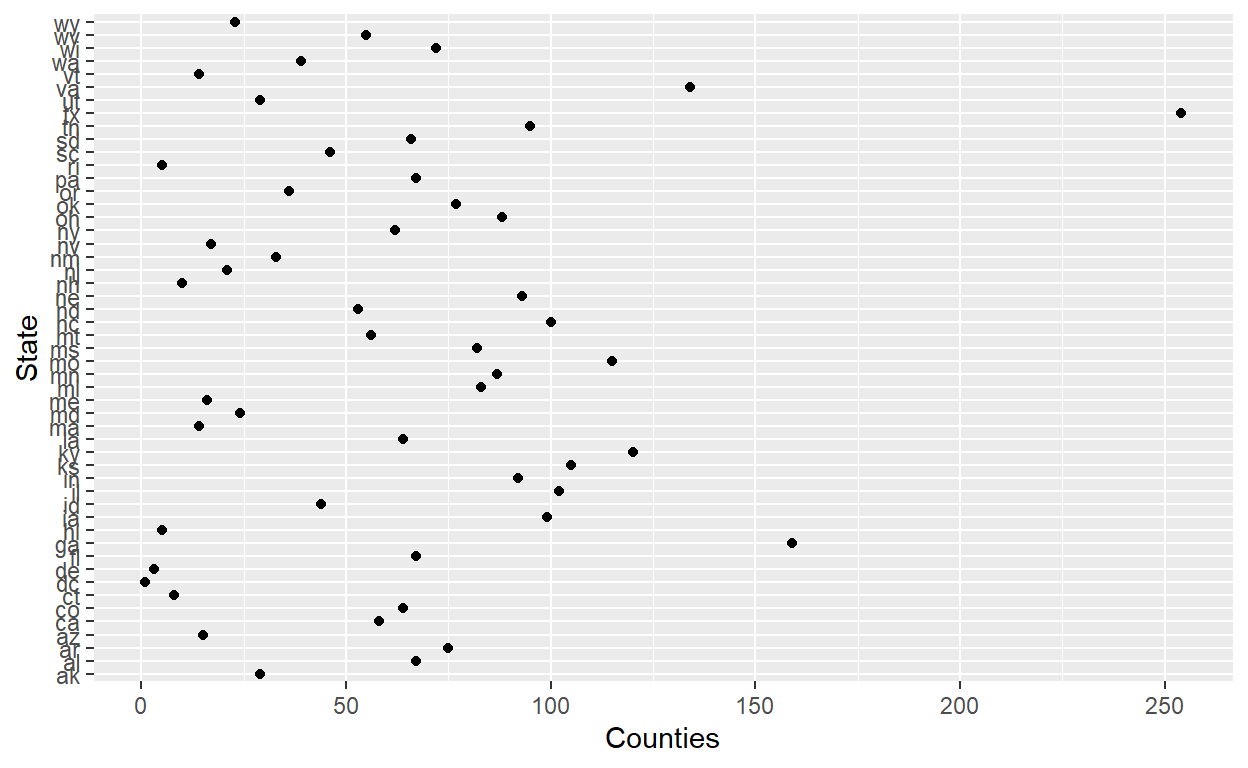 wy
wv
wi
wa
vt
va
ut
tx
tn
sd
sc
ri
pa
or
ok
oh
ny
nv
nm
nj
nh
ne
nd
nc
mt
ms
mo
mn
mi
me
md
ma
la
ky
ks
in
il
id
ia
hi
ga
fl
de
dc
ct
co
ca
az
ar
al
ak
State
0 50 100 150 200 250
Counties